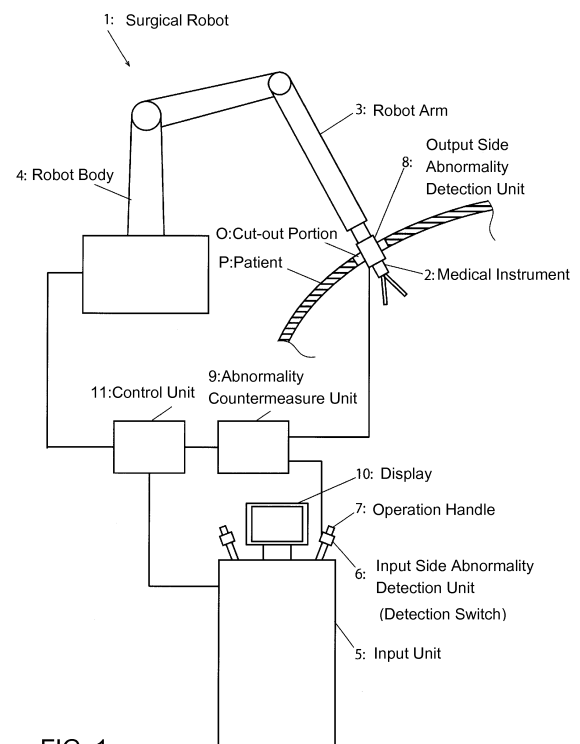 1: Surgical Robot
3: Robot Arm
Output Side
8: Abnormality
Detection Unit
4: Robot Body
O:Cut-out Portion
P:Patient
2:Medical Instrument
9:Abnormality
11:Control Unit
Countermeasure Unit
10: Display
7: Operation Handle
6: Input Side Abnormality
Detection Unit
(Detection Switch)
5: Input Unit
FIG. 1